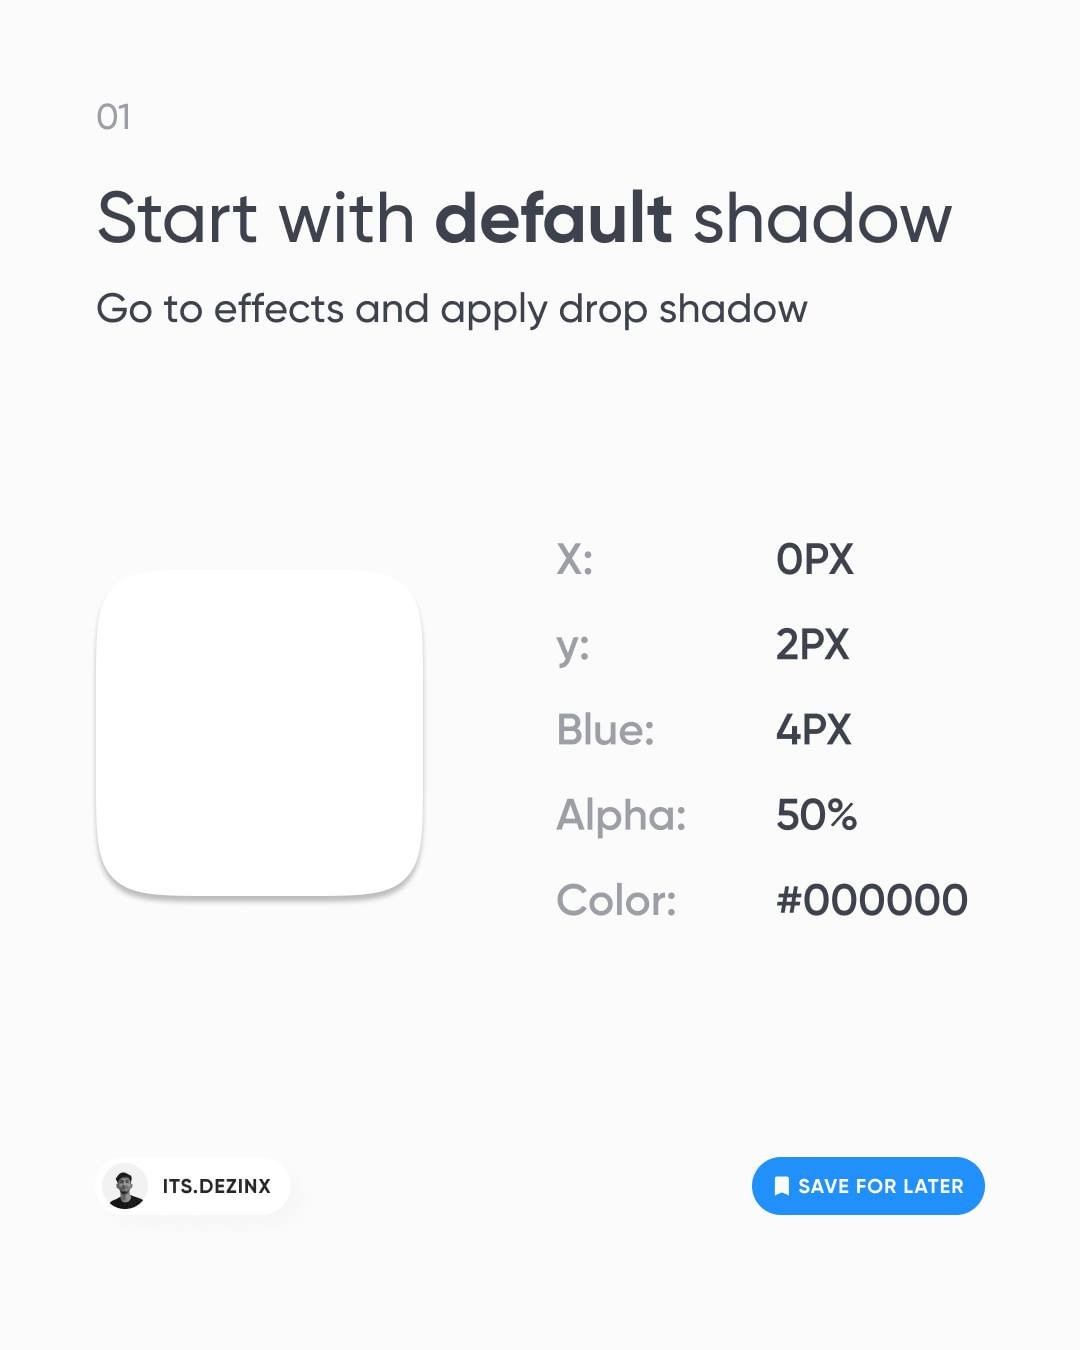 01
Start with default shadow
Go to effects and apply drop shadow
X: 0PX
y: 2PX
Blue: 4PX
Alpha: 50%
Color: #000000
ITS.DEZINX
SAVE FOR LATER